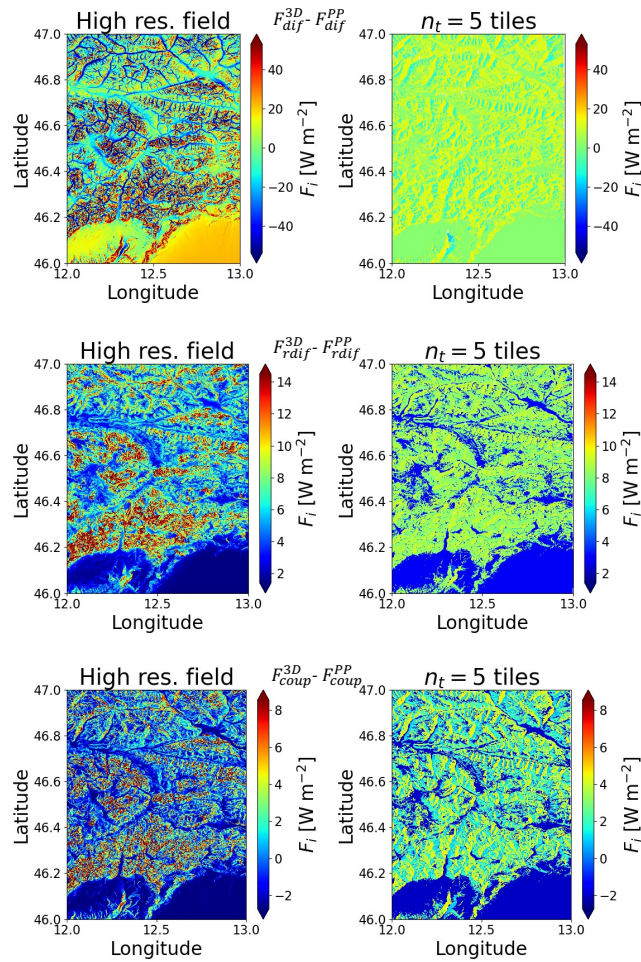 High res. field
F_{dif}^{3D} - F_{dif}^{PP}
n_t = 5 tiles
47.0
46.8
46.6
46.4
46.2
46.0
12.0 12.5 13.0
Latitude
Longitude
40
20
0
−20
−40
F_i [W m^{-2}]
47.0
46.8
46.6
46.4
46.2
46.0
12.0 12.5 13.0
Latitude
Longitude
40
20
0
−20
−40
F_i [W m^{-2}]
High res. field
F_{rdif}^{3D} - F_{rdif}^{PP}
n_t = 5 tiles
47.0
46.8
46.6
46.4
46.2
46.0
12.0 12.5 13.0
Latitude
Longitude
14
12
10
8
6
4
2
F_i [W m^{-2}]
47.0
46.8
46.6
46.4
46.2
46.0
12.0 12.5 13.0
Latitude
Longitude
14
12
10
8
6
4
2
F_i [W m^{-2}]
High res. field
F_{coup}^{3D} - F_{coup}^{PP}
n_t = 5 tiles
47.0
46.8
46.6
46.4
46.2
46.0
12.0 12.5 13.0
Latitude
Longitude
8
6
4
2
0
−2
F_i [W m^{-2}]
47.0
46.8
46.6
46.4
46.2
46.0
12.0 12.5 13.0
Latitude
Longitude
8
6
4
2
0
−2
F_i [W m^{-2}]